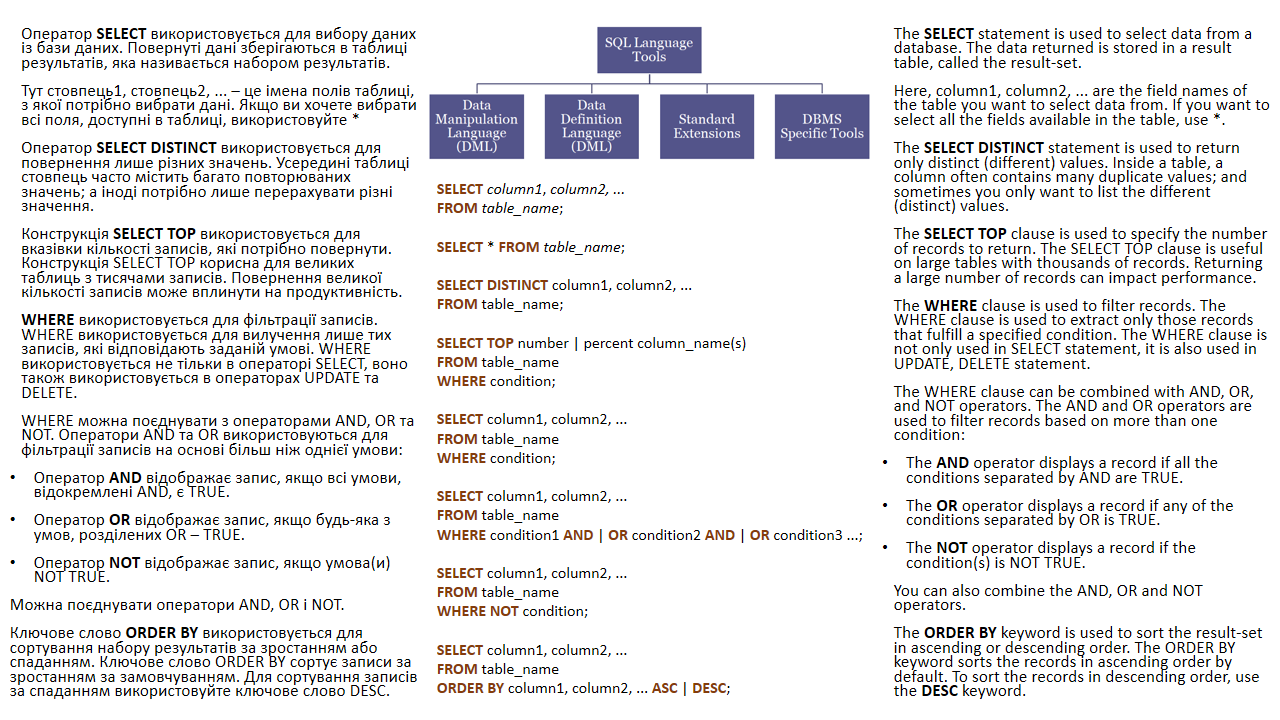 Оператор SELECT використовується для вибору даних
із бази даних. Повернуті дані зберігаються в таблиці
результатів, яка називається набором результатів.
Тут стовпець1, стовпець2, ... – це імена полів таблиці,
з якої потрібно вибрати дані. Якщо ви хочете вибрати
всі поля, доступні в таблиці, використовуйте *
Оператор SELECT DISTINCT використовується для
повернення лише різних значень. Усередині таблиці
стовпець часто містить багато повторюваних
значень; а іноді потрібно лише перерахувати різні
значення.
Конструкція SELECT TOP використовується для
вказівки кількості записів, які потрібно повернути.
Конструкція SELECT TOP корисна для великих
таблиць з тисячами записів. Повернення великої
кількості записів може вплинути на продуктивність.
WHERE використовується для фільтрації записів.
WHERE використовується для вилучення лише тих
записів, які відповідають заданій умові. WHERE
використовується не тільки в операторі SELECT, воно
також використовується в операторах UPDATE та
DELETE.
WHERE можна поєднувати з операторами AND, OR та
NOT. Оператори AND та OR використовуються для
фільтрації записів на основі більш ніж однієї умови:
• Оператор AND відображає запис, якщо всі умови,
відокремлені AND, є TRUE.
• Оператор OR відображає запис, якщо будь-яка з
умов, розділених OR – TRUE.
• Оператор NOT відображає запис, якщо умова(и)
NOT TRUE.
Можна поєднувати оператори AND, OR і NOT.
Ключове слово ORDER BY використовується для
сортування набору результатів за зростанням або
спаданням. Ключове слово ORDER BY сортує записи за
зростанням за замовчуванням. Для сортування записів
за спаданням використовуйте ключове слово DESC.
SQL Language
Tools
Data
Manipulation
Language
(DML)
Data
Definition
Language
(DML)
Standard
Extensions
DBMS
Specific Tools
SELECT column1, column2, ...
FROM table_name;
SELECT * FROM table_name;
SELECT DISTINCT column1, column2, ...
FROM table_name;
SELECT TOP number | percent column_name(s)
FROM table_name
WHERE condition;
SELECT column1, column2, ...
FROM table_name
WHERE condition;
SELECT column1, column2, ...
FROM table_name
WHERE condition1 AND | OR condition2 AND | OR condition3 ...;
SELECT column1, column2, ...
FROM table_name
WHERE NOT condition;
SELECT column1, column2, ...
FROM table_name
ORDER BY column1, column2, ... ASC | DESC;
The SELECT statement is used to select data from a
database. The data returned is stored in a result
table, called the result-set.
Here, column1, column2, ... are the field names of
the table you want to select data from. If you want to
select all the fields available in the table, use *.
The SELECT DISTINCT statement is used to return
only distinct (different) values. Inside a table, a
column often contains many duplicate values; and
sometimes you only want to list the different
(distinct) values.
The SELECT TOP clause is used to specify the number
of records to return. The SELECT TOP clause is useful
on large tables with thousands of records. Returning
a large number of records can impact performance.
The WHERE clause is used to filter records. The
WHERE clause is used to extract only those records
that fulfill a specified condition. The WHERE clause is
not only used in SELECT statement, it is also used in
UPDATE, DELETE statement.
The WHERE clause can be combined with AND, OR,
and NOT operators. The AND and OR operators are
used to filter records based on more than one
condition:
• The AND operator displays a record if all the
conditions separated by AND are TRUE.
• The OR operator displays a record if any of the
conditions separated by OR is TRUE.
• The NOT operator displays a record if the
condition(s) is NOT TRUE.
You can also combine the AND, OR and NOT
operators.
The ORDER BY keyword is used to sort the result-set
in ascending or descending order. The ORDER BY
keyword sorts the records in ascending order by
default. To sort the records in descending order, use
the DESC keyword.